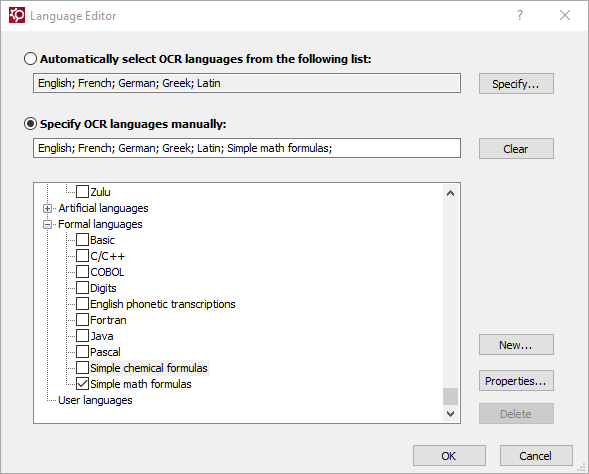 Language Editor
?
Automatically select OCR languages from the following list:
English; French; German; Greek; Latin
Specify...
Specify OCR languages manually:
English; French; German; Greek; Latin; Simple math formulas;
Clear
Zulu
Artificial languages
Formal languages
Basic
C/C++
COBOL
Digits
English phonetic transcriptions
Fortran
Java
New...
Pascal
Simple chemical formulas
Properties...
Simple math formulas
User languages
Delete
OK
Cancel